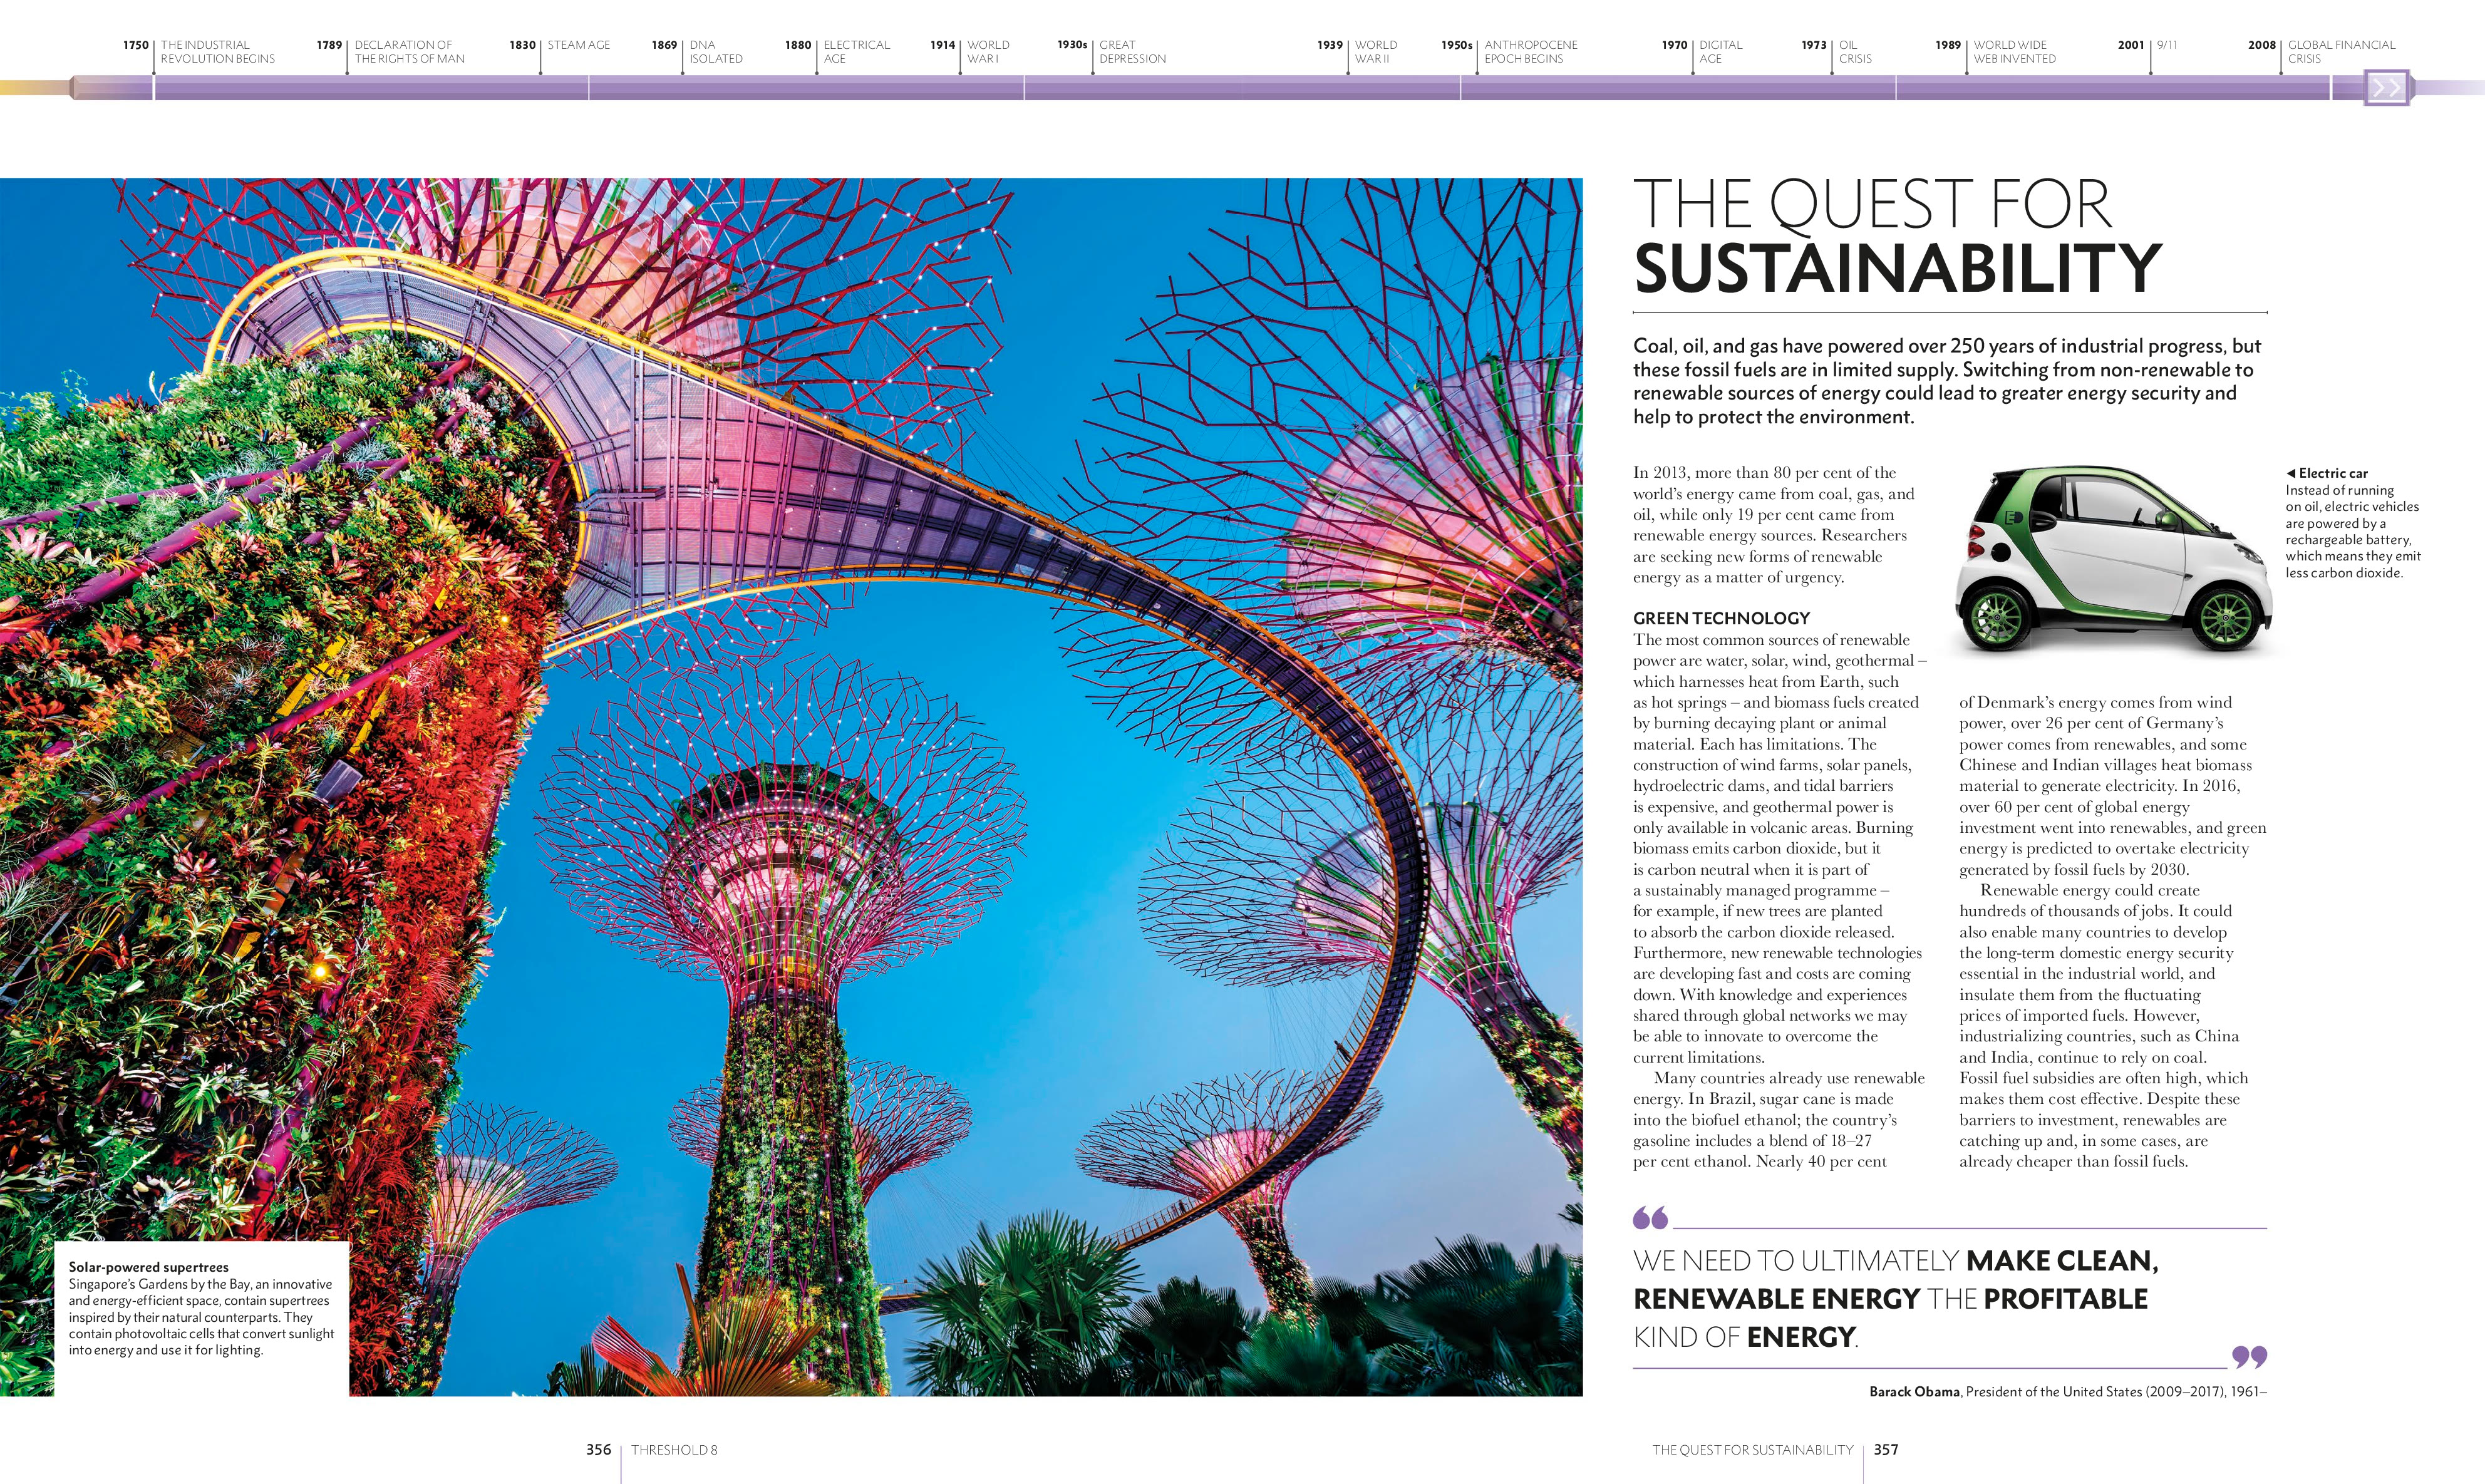 1750 THE INDUSTRIAL
REVOLUTION BEGINS
1789 DECLARATION OF
THE RIGHTS OF MAN
1830 STEAM AGE
1869 DNA
ISOLATED
1880 ELECTRICAL
AGE
1914 WORLD
WAR I
1930s GREAT
DEPRESSION
1939 WORLD
WAR II
1950s ANTHROPOCENE
EPOCH BEGINS
1970 DIGITAL
AGE
1973 OIL
CRISIS
1989 WORLD WIDE
WEB INVENTED
2001 9/11
2008 GLOBAL FINANCIAL
CRISIS
Solar-powered supertrees
Singapore's Gardens by the Bay, an innovative
and energy-efficient space, contain supertrees
inspired by their natural counterparts. They
contain photovoltaic cells that convert sunlight
into energy and use it for lighting.
356 THRESHOLD 8
THE QUEST FOR
SUSTAINABILITY
Coal, oil, and gas have powered over 250 years of industrial progress, but
these fossil fuels are in limited supply. Switching from non-renewable to
renewable sources of energy could lead to greater energy security and
help to protect the environment.
In 2013, more than 80 per cent of the
world's energy came from coal, gas, and
oil, while only 19 per cent came from
renewable energy sources. Researchers
are seeking new forms of renewable
energy as a matter of urgency.
GREEN TECHNOLOGY
The most common sources of renewable
power are water, solar, wind, geothermal –
which harnesses heat from Earth, such
as hot springs – and biomass fuels created
by burning decaying plant or animal
material. Each has limitations. The
construction of wind farms, solar panels,
hydroelectric dams, and tidal barriers
is expensive, and geothermal power is
only available in volcanic areas. Burning
biomass emits carbon dioxide, but it
is carbon neutral when it is part of
a sustainably managed programme –
for example, if new trees are planted
to absorb the carbon dioxide released.
Furthermore, new renewable technologies
are developing fast and costs are coming
down. With knowledge and experiences
shared through global networks we may
be able to innovate to overcome the
current limitations.
Many countries already use renewable
energy. In Brazil, sugar cane is made
into the biofuel ethanol; the country's
gasoline includes a blend of 18–27
per cent ethanol. Nearly 40 per cent
◀ Electric car
Instead of running
on oil, electric vehicles
are powered by a
rechargeable battery,
which means they emit
less carbon dioxide.
of Denmark's energy comes from wind
power, over 26 per cent of Germany's
power comes from renewables, and some
Chinese and Indian villages heat biomass
material to generate electricity. In 2016,
over 60 per cent of global energy
investment went into renewables, and green
energy is predicted to overtake electricity
generated by fossil fuels by 2030.
Renewable energy could create
hundreds of thousands of jobs. It could
also enable many countries to develop
the long-term domestic energy security
essential in the industrial world, and
insulate them from the fluctuating
prices of imported fuels. However,
industrializing countries, such as China
and India, continue to rely on coal.
Fossil fuel subsidies are often high, which
makes them cost effective. Despite these
barriers to investment, renewables are
catching up and, in some cases, are
already cheaper than fossil fuels.
“
WE NEED TO ULTIMATELY MAKE CLEAN,
RENEWABLE ENERGY THE PROFITABLE
KIND OF ENERGY.
”
Barack Obama, President of the United States (2009–2017), 1961–
THE QUEST FOR SUSTAINABILITY 357